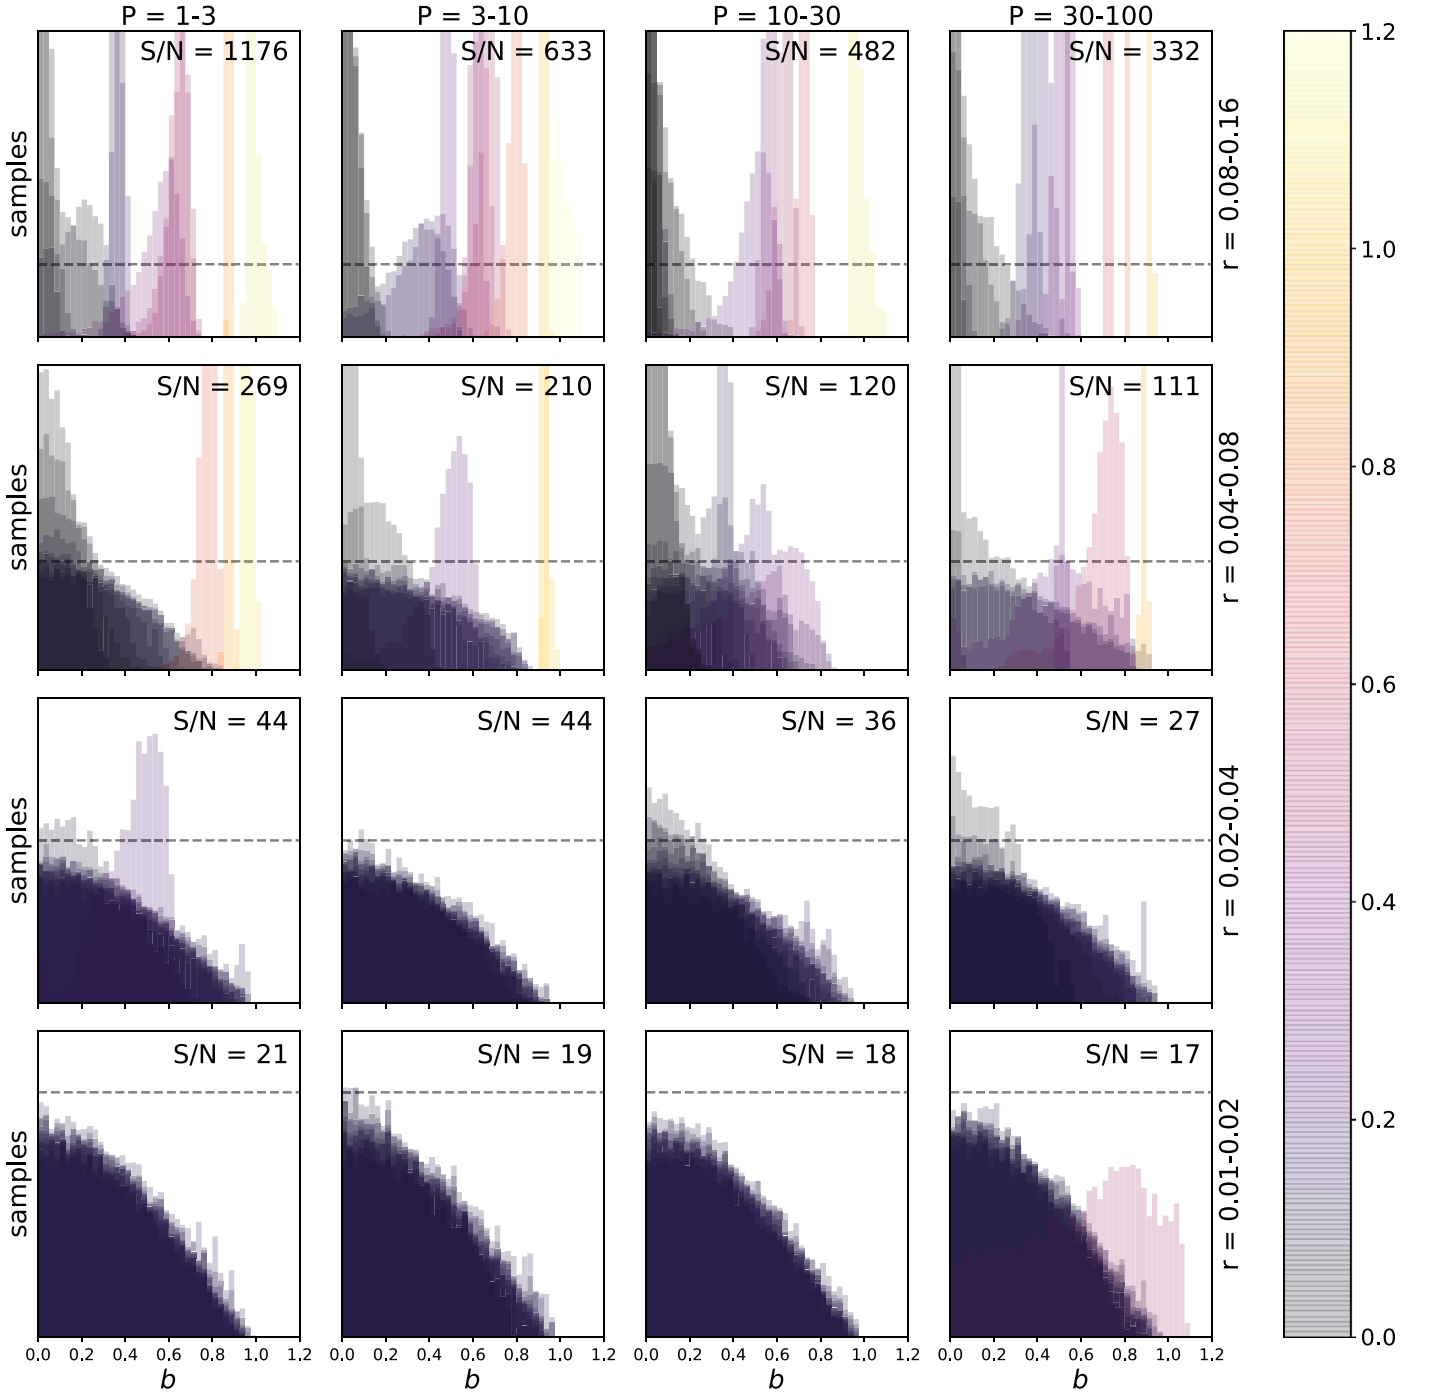 P = 1-3
P = 3-10
P = 10-30
P = 30-100
samples
S/N = 1176
S/N = 633
S/N = 482
S/N = 332
r = 0.08-0.16
samples
S/N = 269
S/N = 210
S/N = 120
S/N = 111
r = 0.04-0.08
samples
S/N = 44
S/N = 44
S/N = 36
S/N = 27
r = 0.02-0.04
samples
S/N = 21
S/N = 19
S/N = 18
S/N = 17
r = 0.01-0.02
0.0 0.2 0.4 0.6 0.8 1.0 1.2
0.0 0.2 0.4 0.6 0.8 1.0 1.2
0.0 0.2 0.4 0.6 0.8 1.0 1.2
0.0 0.2 0.4 0.6 0.8 1.0 1.2
b
b
b
b
1.2
1.0
0.8
0.6
0.4
0.2
0.0